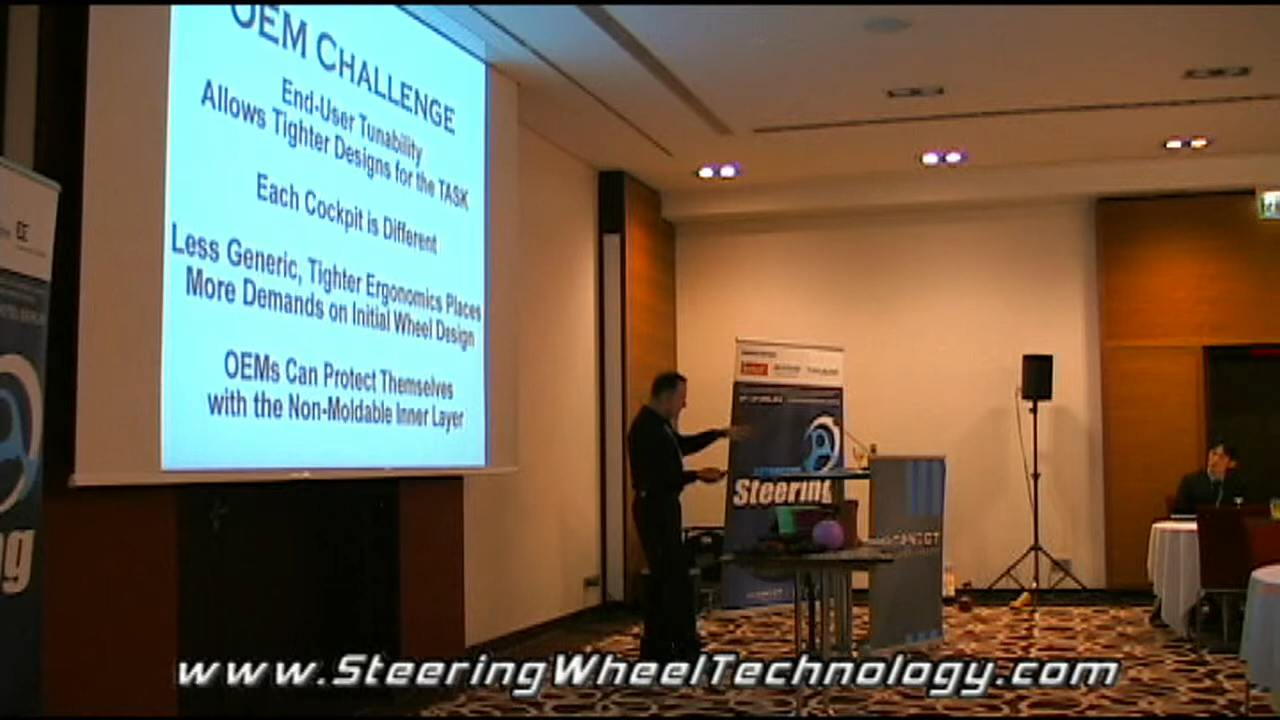 OEM CHALLENGE
End-User Tunability
Allows Tighter Designs for the TASK
Each Cockpit is Different
Less Generic, Tighter Ergonomics Places
More Demands on Initial Wheel Design
OEMs Can Protect Themselves
with the Non-Moldable Inner Layer
Steering
ng
www.SteeringWheelTechnology.com